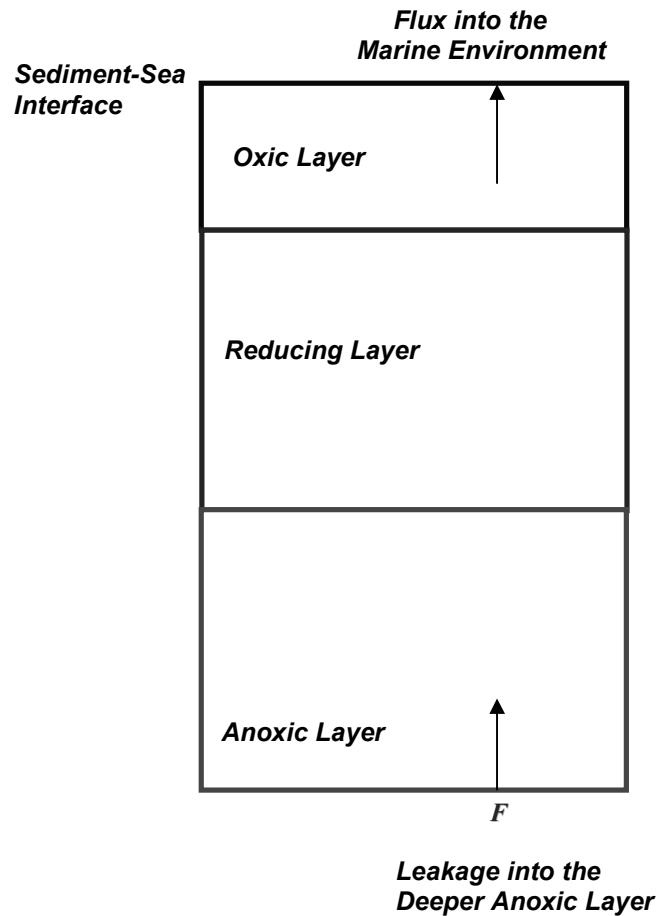 Flux into the
Marine Environment
Sediment-Sea
Interface
Oxic Layer
Reducing Layer
Anoxic Layer
F
Leakage into the
Deeper Anoxic Layer